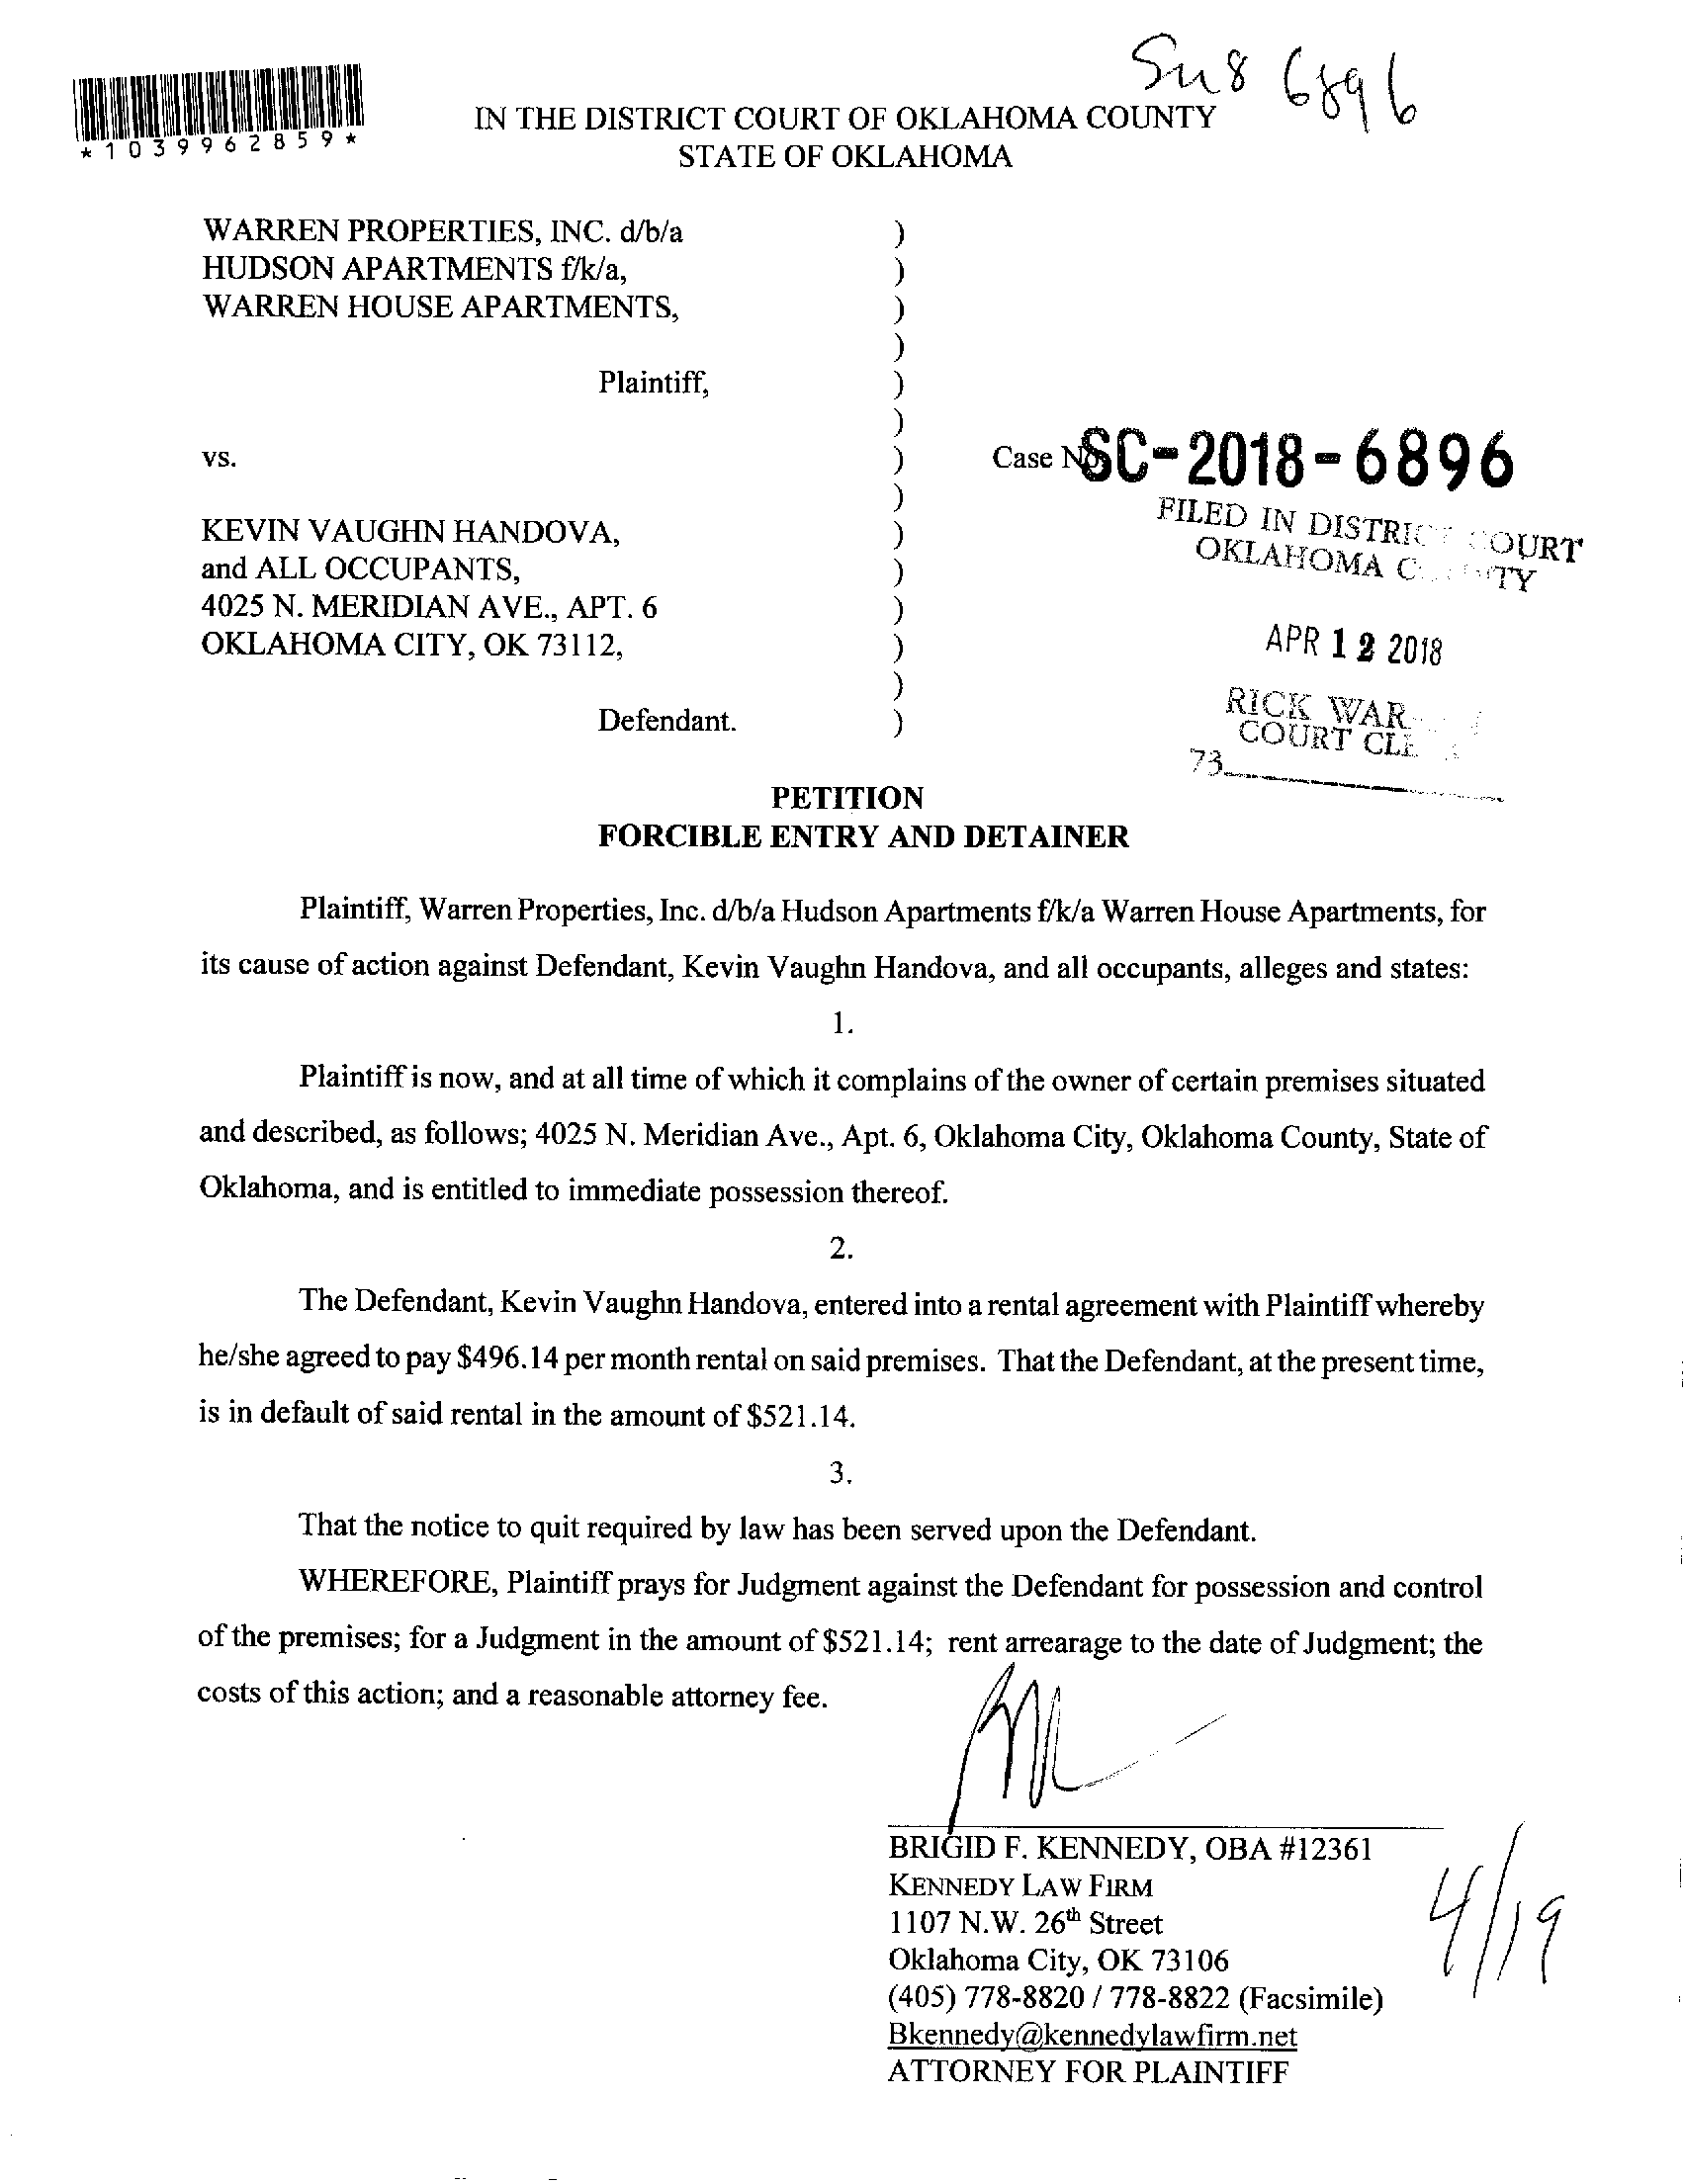 6896
*1039962859*
IN THE DISTRICT COURT OF OKLAHOMA COUNTY
STATE OF OKLAHOMA
WARREN PROPERTIES, INC. d/b/a )
HUDSON APARTMENTS f/k/a, )
WARREN HOUSE APARTMENTS, )
)
Plaintiff, )
)
vs. ) Case No. SC-2018-6896
)
KEVIN VAUGHN HANDOVA, )
and ALL OCCUPANTS, )
4025 N. MERIDIAN AVE., APT. 6 )
OKLAHOMA CITY, OK 73112, )
)
Defendant. )
FILED IN DISTRICT COURT
OKLAHOMA COUNTY
APR 12 2018
RICK WAR
COURT CLE
73
PETITION
FORCIBLE ENTRY AND DETAINER
Plaintiff, Warren Properties, Inc. d/b/a Hudson Apartments f/k/a Warren House Apartments, for
its cause of action against Defendant, Kevin Vaughn Handova, and all occupants, alleges and states:
1.
Plaintiff is now, and at all time of which it complains of the owner of certain premises situated
and described, as follows; 4025 N. Meridian Ave., Apt. 6, Oklahoma City, Oklahoma County, State of
Oklahoma, and is entitled to immediate possession thereof.
2.
The Defendant, Kevin Vaughn Handova, entered into a rental agreement with Plaintiff whereby
he/she agreed to pay $496.14 per month rental on said premises. That the Defendant, at the present time,
is in default of said rental in the amount of $521.14.
3.
That the notice to quit required by law has been served upon the Defendant.
WHEREFORE, Plaintiff prays for Judgment against the Defendant for possession and control
of the premises; for a Judgment in the amount of $521.14; rent arrearage to the date of Judgment; the
costs of this action; and a reasonable attorney fee.
BRIGID F. KENNEDY, OBA #12361
KENNEDY LAW FIRM
1107 N.W. 26th Street
Oklahoma City, OK 73106
(405) 778-8820 / 778-8822 (Facsimile)
Bkennedy@kennedylawfirm.net
ATTORNEY FOR PLAINTIFF
4/19